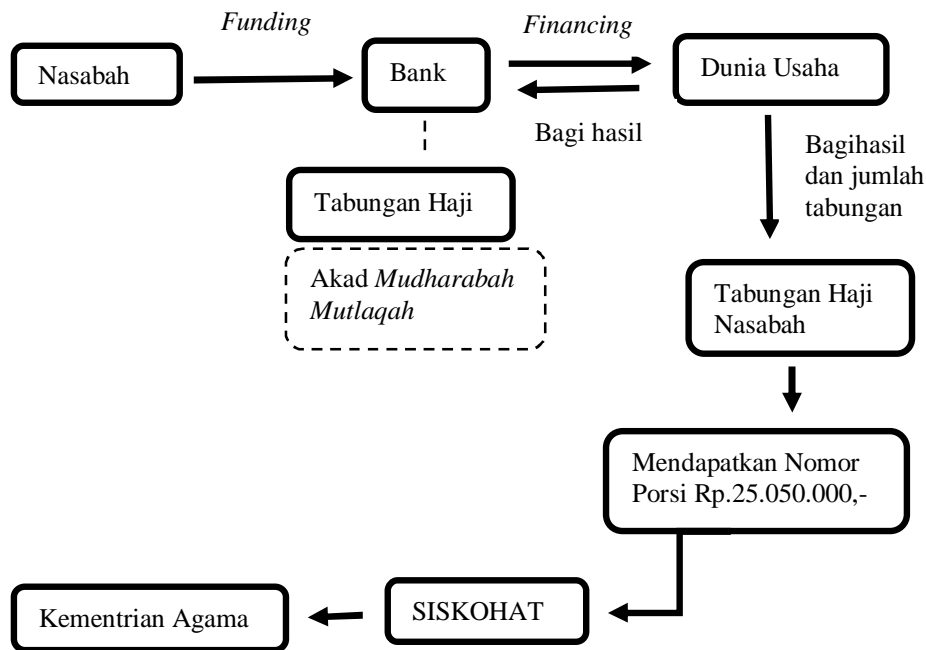 Funding
Financing
Nasabah
Bank
Dunia Usaha
Bagi hasil
Bagihasil
dan jumlah
tabungan
Tabungan Haji
Akad Mudharabah
Mutlaqah
Tabungan Haji
Nasabah
Mendapatkan Nomor
Porsi Rp.25.050.000,-
Kementrian Agama
SISKOHAT